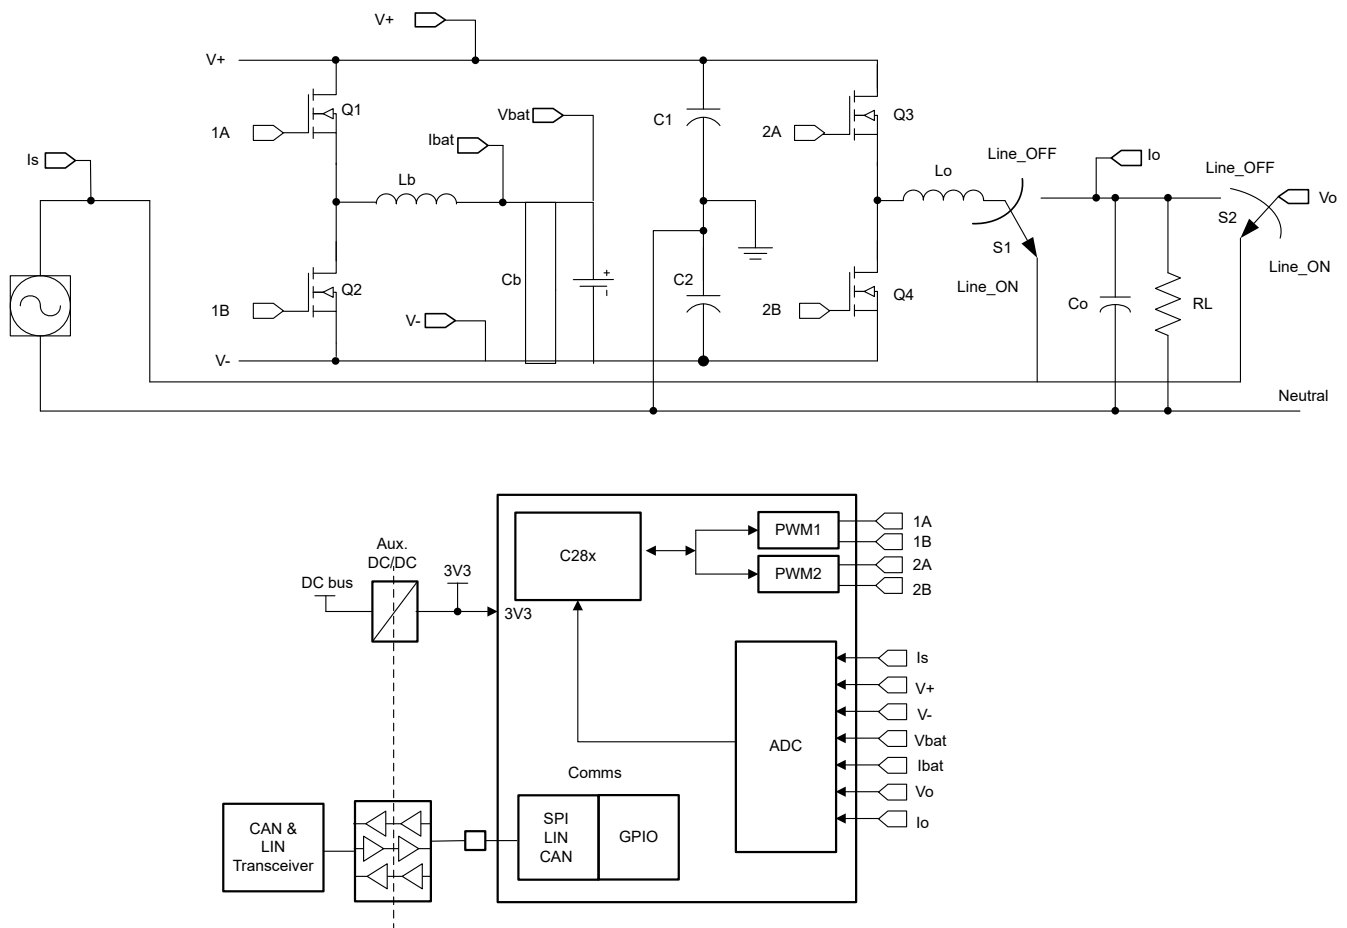 V+
V+
Q1
1A
Vbat
Ibat
Is
Lb
C1
2A
Q3
Line_OFF
Lo
Io
Line_OFF
Vo
S2
S1
Line_ON
Line_ON
Q2
1B
V-
V-
Cb
+
-
C2
2B
Q4
Co
RL
Neutral
Aux.
DC/DC
DC bus
3V3
3V3
C28x
PWM1
PWM2
1A
1B
2A
2B
ADC
Is
V+
V-
Vbat
Ibat
Vo
Io
Comms
SPI
LIN
CAN
GPIO
CAN &
LIN
Transceiver